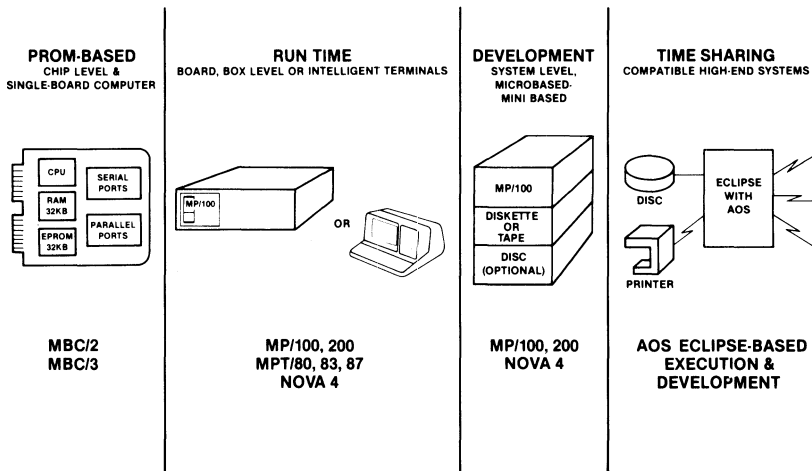 PROM-BASED
CHIP LEVEL &
SINGLE-BOARD COMPUTER
CPU
RAM
32KB
EPROM
32KB
SERIAL
PORTS
PARALLEL
PORTS
MBC/2
MBC/3
RUN TIME
BOARD, BOX LEVEL OR INTELLIGENT TERMINALS
MP/100
OR
MP/100, 200
MPT/80, 83, 87
NOVA 4
DEVELOPMENT
SYSTEM LEVEL,
MICROBASED-
MINI BASED
MP/100
DISKETTE
OR
TAPE
DISC
(OPTIONAL)
MP/100, 200
NOVA 4
TIME SHARING
COMPATIBLE HIGH-END SYSTEMS
DISC
PRINTER
ECLIPSE
WITH
AOS
AOS ECLIPSE-BASED
EXECUTION &
DEVELOPMENT